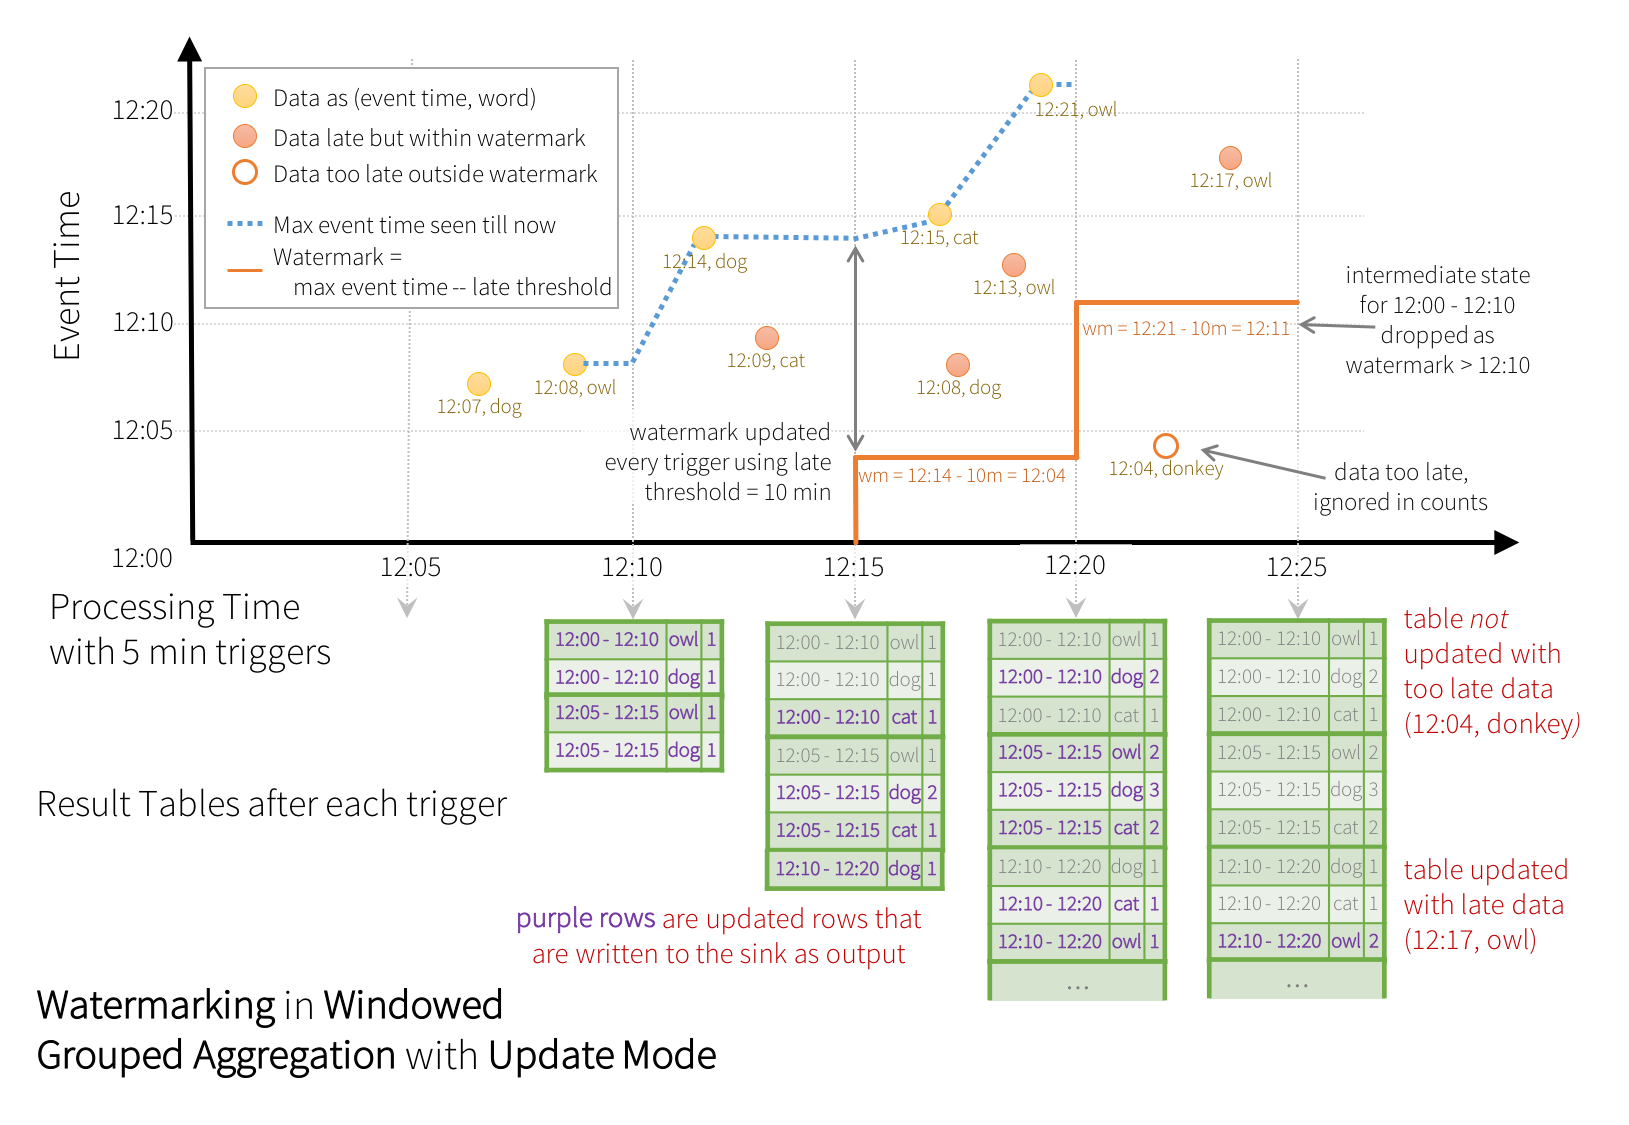 12:20
12:15
12:10
12:05
12:00
Event Time
Data as (event time, word)
Data late but within watermark
Data too late outside watermark
Max event time seen till now
Watermark =
max event time -- late threshold
12:07, dog
12:08, owl
12:14, dog
12:09, cat
12:15, cat
12:13, owl
12:08, dog
12:21, owl
12:17, owl
12:04, donkey
watermark updated
every trigger using late
threshold = 10 min
wm = 12:14 - 10m = 12:04
wm = 12:21 - 10m = 12:11
intermediate state
for 12:00 - 12:10
dropped as
watermark > 12:10
data too late,
ignored in counts
12:05
12:10
12:15
12:20
12:25
Processing Time
with 5 min triggers
Result Tables after each trigger
12:00 - 12:10 owl 1
12:00 - 12:10 dog 1
12:05 - 12:15 owl 1
12:05 - 12:15 dog 1
12:00 - 12:10 owl 1
12:00 - 12:10 dog 1
12:00 - 12:10 cat 1
12:05 - 12:15 owl 1
12:05 - 12:15 dog 2
12:05 - 12:15 cat 1
12:10 - 12:20 dog 1
12:00 - 12:10 owl 1
12:00 - 12:10 dog 2
12:00 - 12:10 cat 1
12:05 - 12:15 owl 2
12:05 - 12:15 dog 3
12:05 - 12:15 cat 2
12:10 - 12:20 dog 1
12:10 - 12:20 cat 1
12:10 - 12:20 owl 1
...
12:00 - 12:10 owl 1
12:00 - 12:10 dog 2
12:00 - 12:10 cat 1
12:05 - 12:15 owl 2
12:05 - 12:15 dog 3
12:05 - 12:15 cat 2
12:10 - 12:20 dog 1
12:10 - 12:20 cat 1
12:10 - 12:20 owl 2
...
table not
updated with
too late data
(12:04, donkey)
table updated
with late data
(12:17, owl)
purple rows are updated rows that
are written to the sink as output
Watermarking in Windowed
Grouped Aggregation with Update Mode